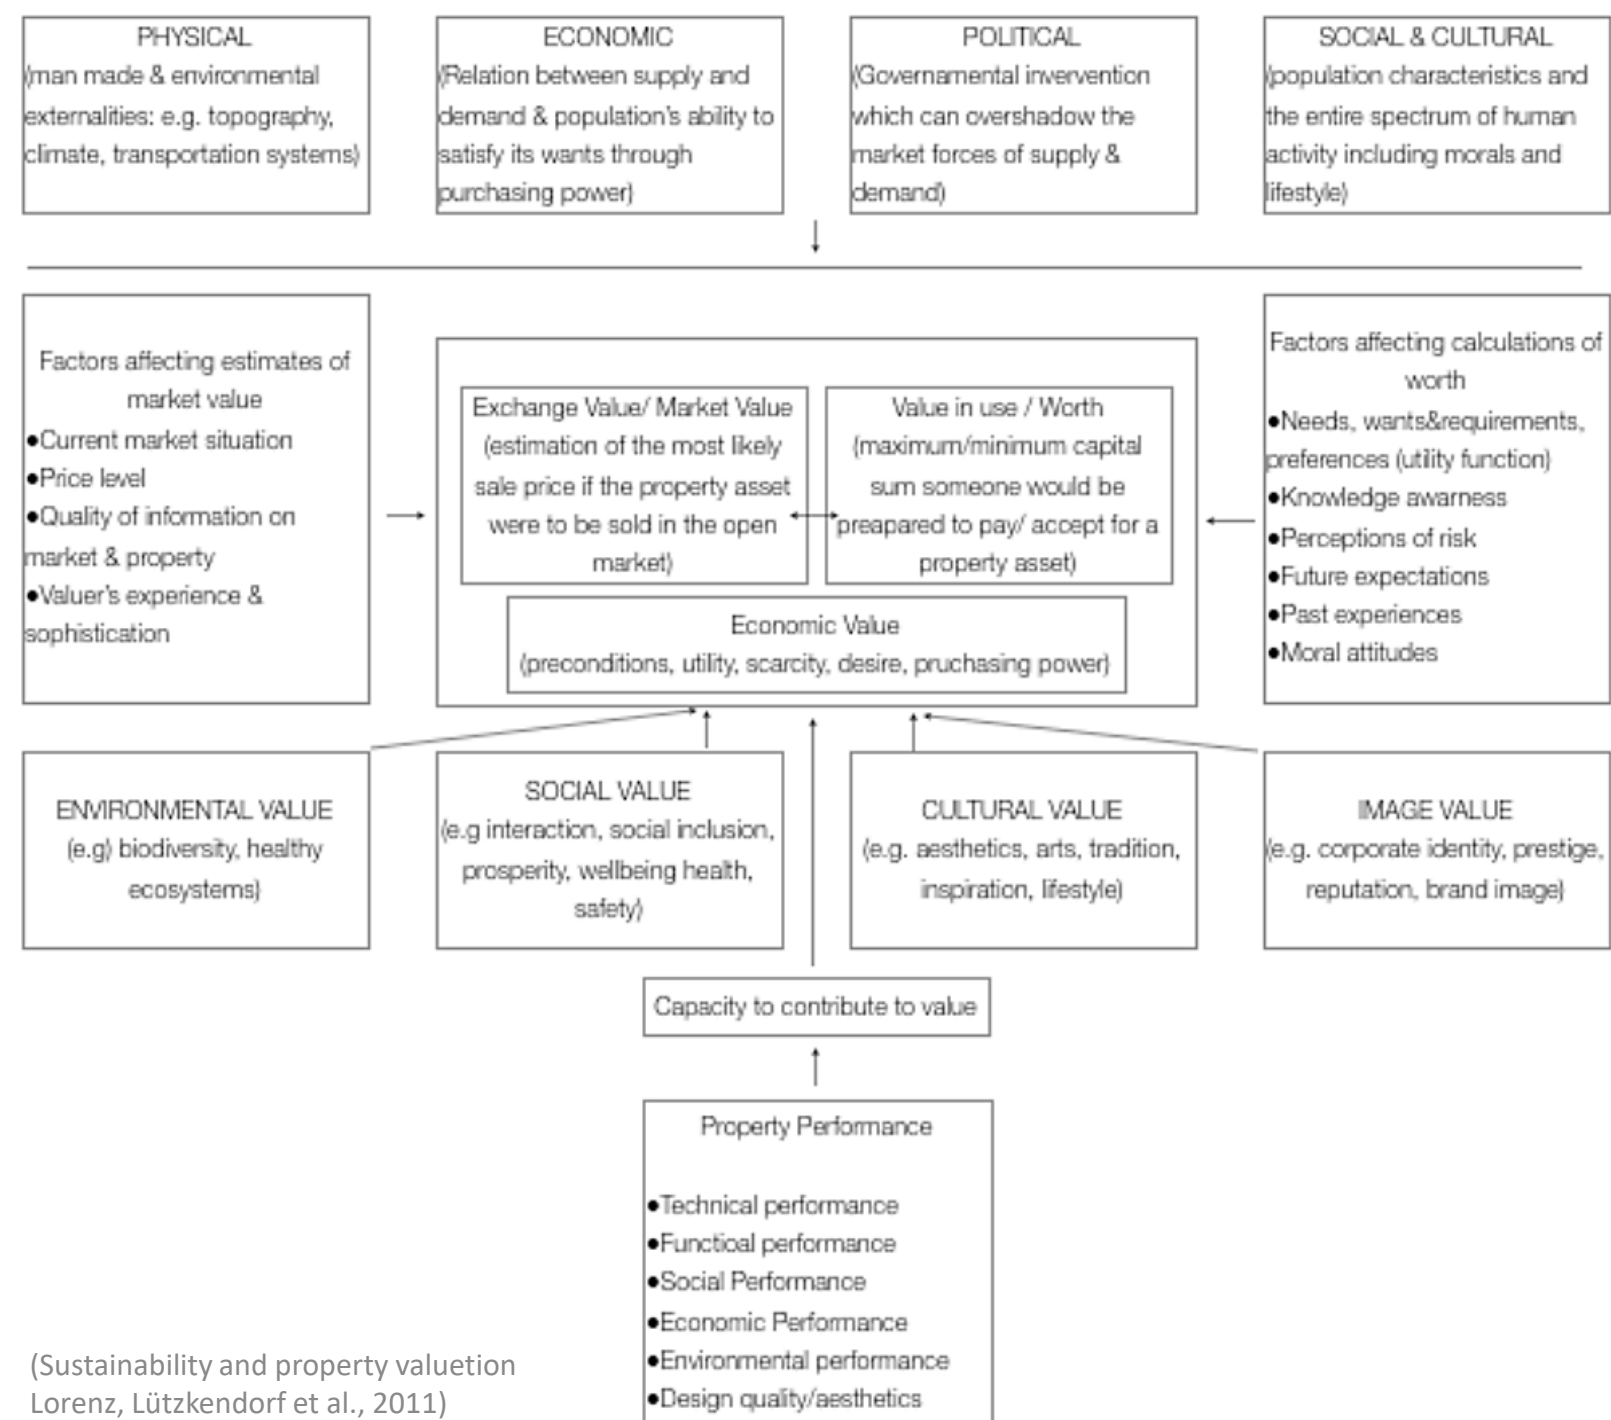 PHYSICAL
(man made & environmental
externalities: e.g. topography,
climate, transportation systems)
ECONOMIC
(Relation between supply and
demand & population's ability to
satisfy its wants through
purchasing power)
POLITICAL
(Governamental invervention
which can overshadow the
market forces of supply &
demand)
SOCIAL & CULTURAL
(population characteristics and
the entire spectrum of human
activity including morals and
lifestyle)
Factors affecting estimates of
market value
●Current market situation
●Price level
●Quality of information on
market & property
●Valuer's experience &
sophistication
Exchange Value/ Market Value
(estimation of the most likely
sale price if the property asset
were to be sold in the open
market)
Value in use / Worth
(maximum/minimum capital
sum someone would be
preapared to pay/ accept for a
property asset)
Economic Value
(preconditions, utility, scarcity, desire, pruchasing power)
Factors affecting calculations of
worth
●Needs, wants&requirements,
preferences (utility function)
●Knowledge awarness
●Perceptions of risk
●Future expectations
●Past experiences
●Moral attitudes
ENVIRONMENTAL VALUE
(e.g) biodiversity, healthy
ecosystems)
SOCIAL VALUE
(e.g interaction, social inclusion,
prosperity, wellbeing health,
safety)
CULTURAL VALUE
(e.g. aesthetics, arts, tradition,
inspiration, lifestyle)
IMAGE VALUE
(e.g. corporate identity, prestige,
reputation, brand image)
Capacity to contribute to value
Property Performance
●Technical performance
●Functioal performance
●Social Performance
●Economic Performance
●Environmental performance
●Design quality/aesthetics
(Sustainability and property valuetion
Lorenz, Lützkendorf et al., 2011)